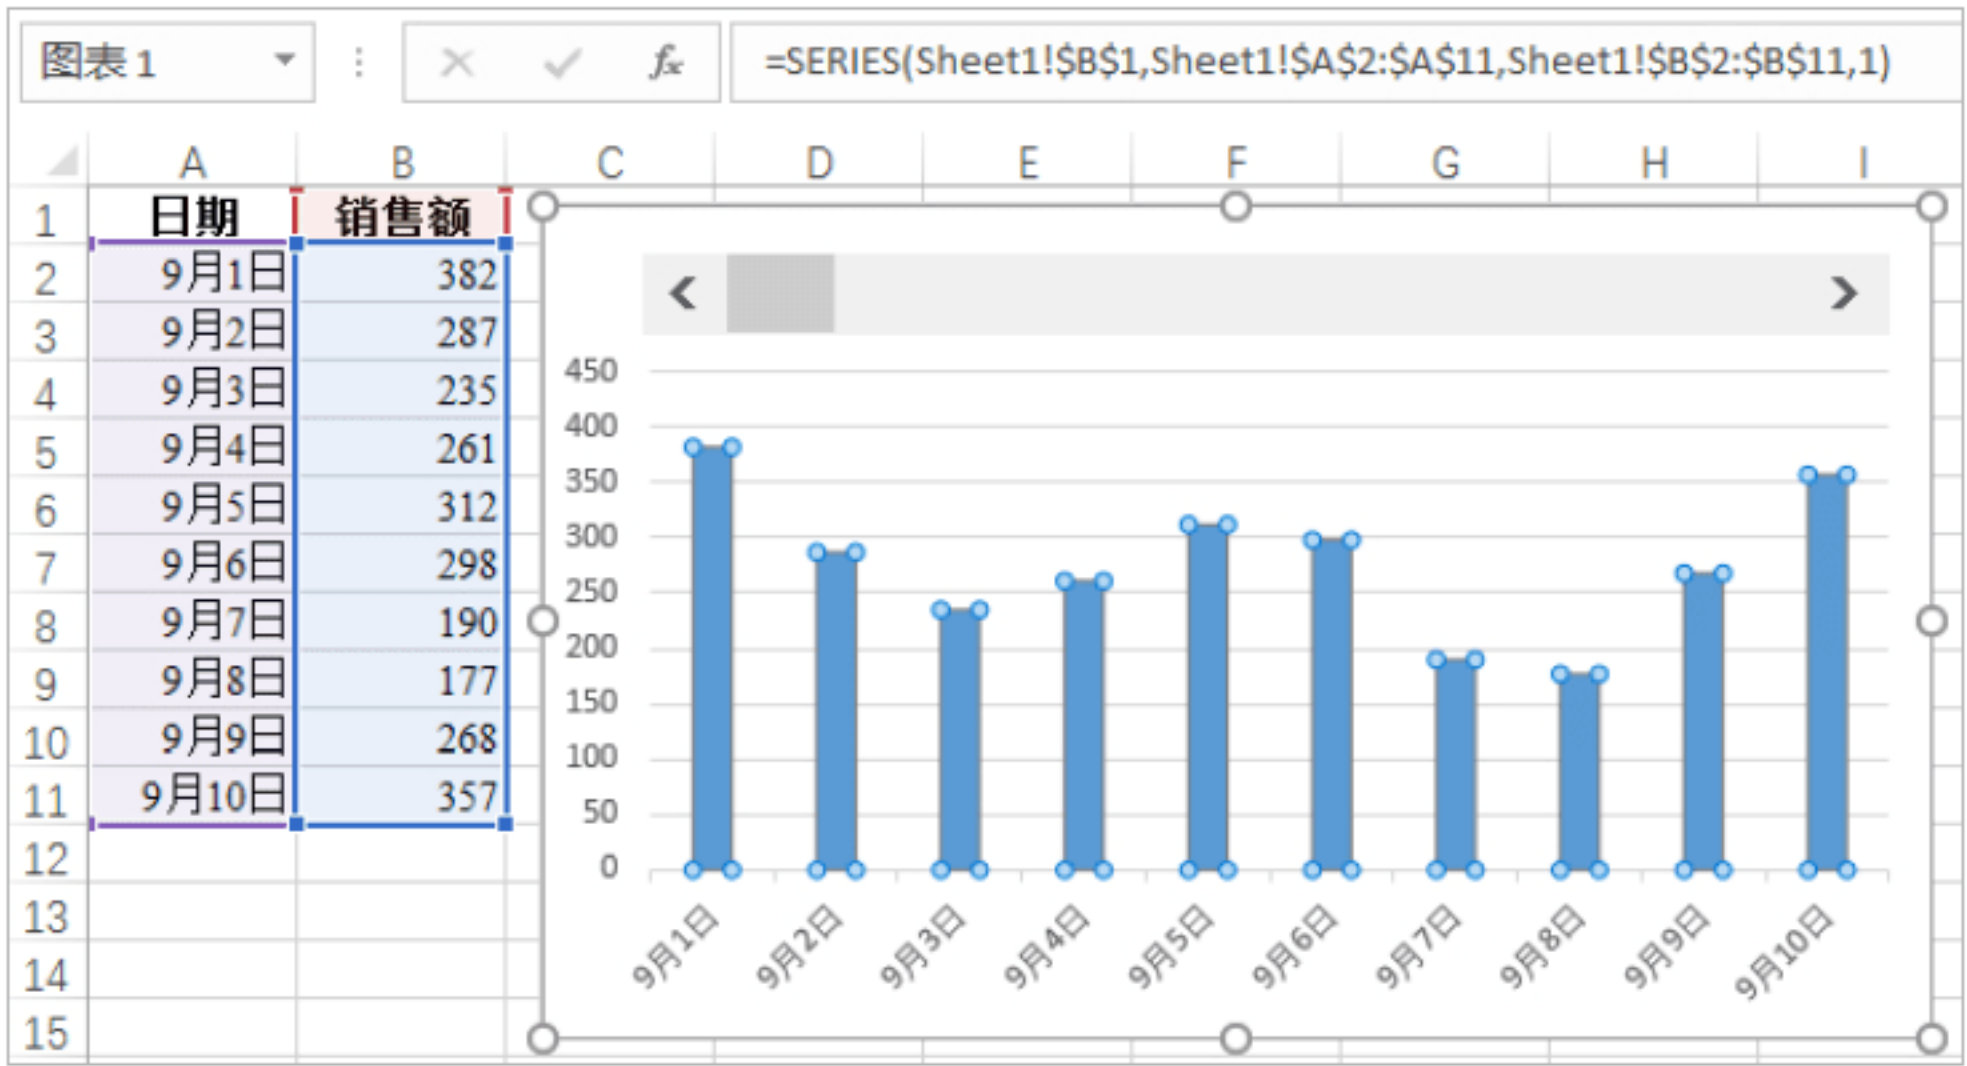 图表 1
fx
=SERIES(Sheet1!$B$1,Sheet1!$A$2:$A$11,Sheet1!$B$2:$B$11,1)
A B C D E F G H I
1 日期 销售额
2 9月1日 382
3 9月2日 287
4 9月3日 235
5 9月4日 261
6 9月5日 312
7 9月6日 298
8 9月7日 190
9 9月8日 177
10 9月9日 268
11 9月10日 357
12
13
14
15
450
400
350
300
250
200
150
100
50
0
9月1日 9月2日 9月3日 9月4日 9月5日 9月6日 9月7日 9月8日 9月9日 9月10日